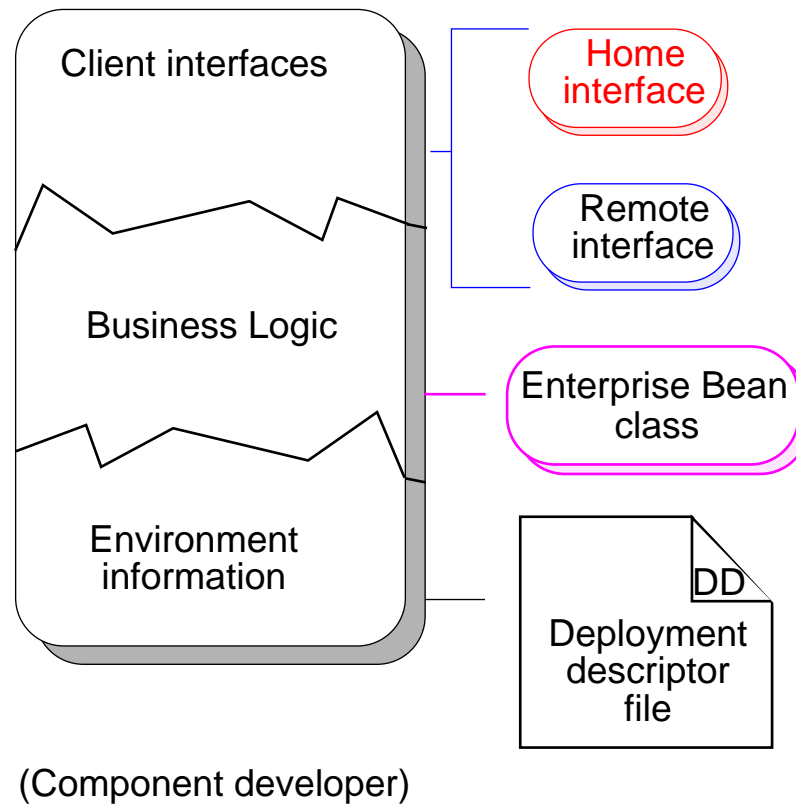 Client interfaces
Home
interface
Remote
interface
Business Logic
Enterprise Bean
class
Environment
information
DD
Deployment
descriptor
file
(Component developer)